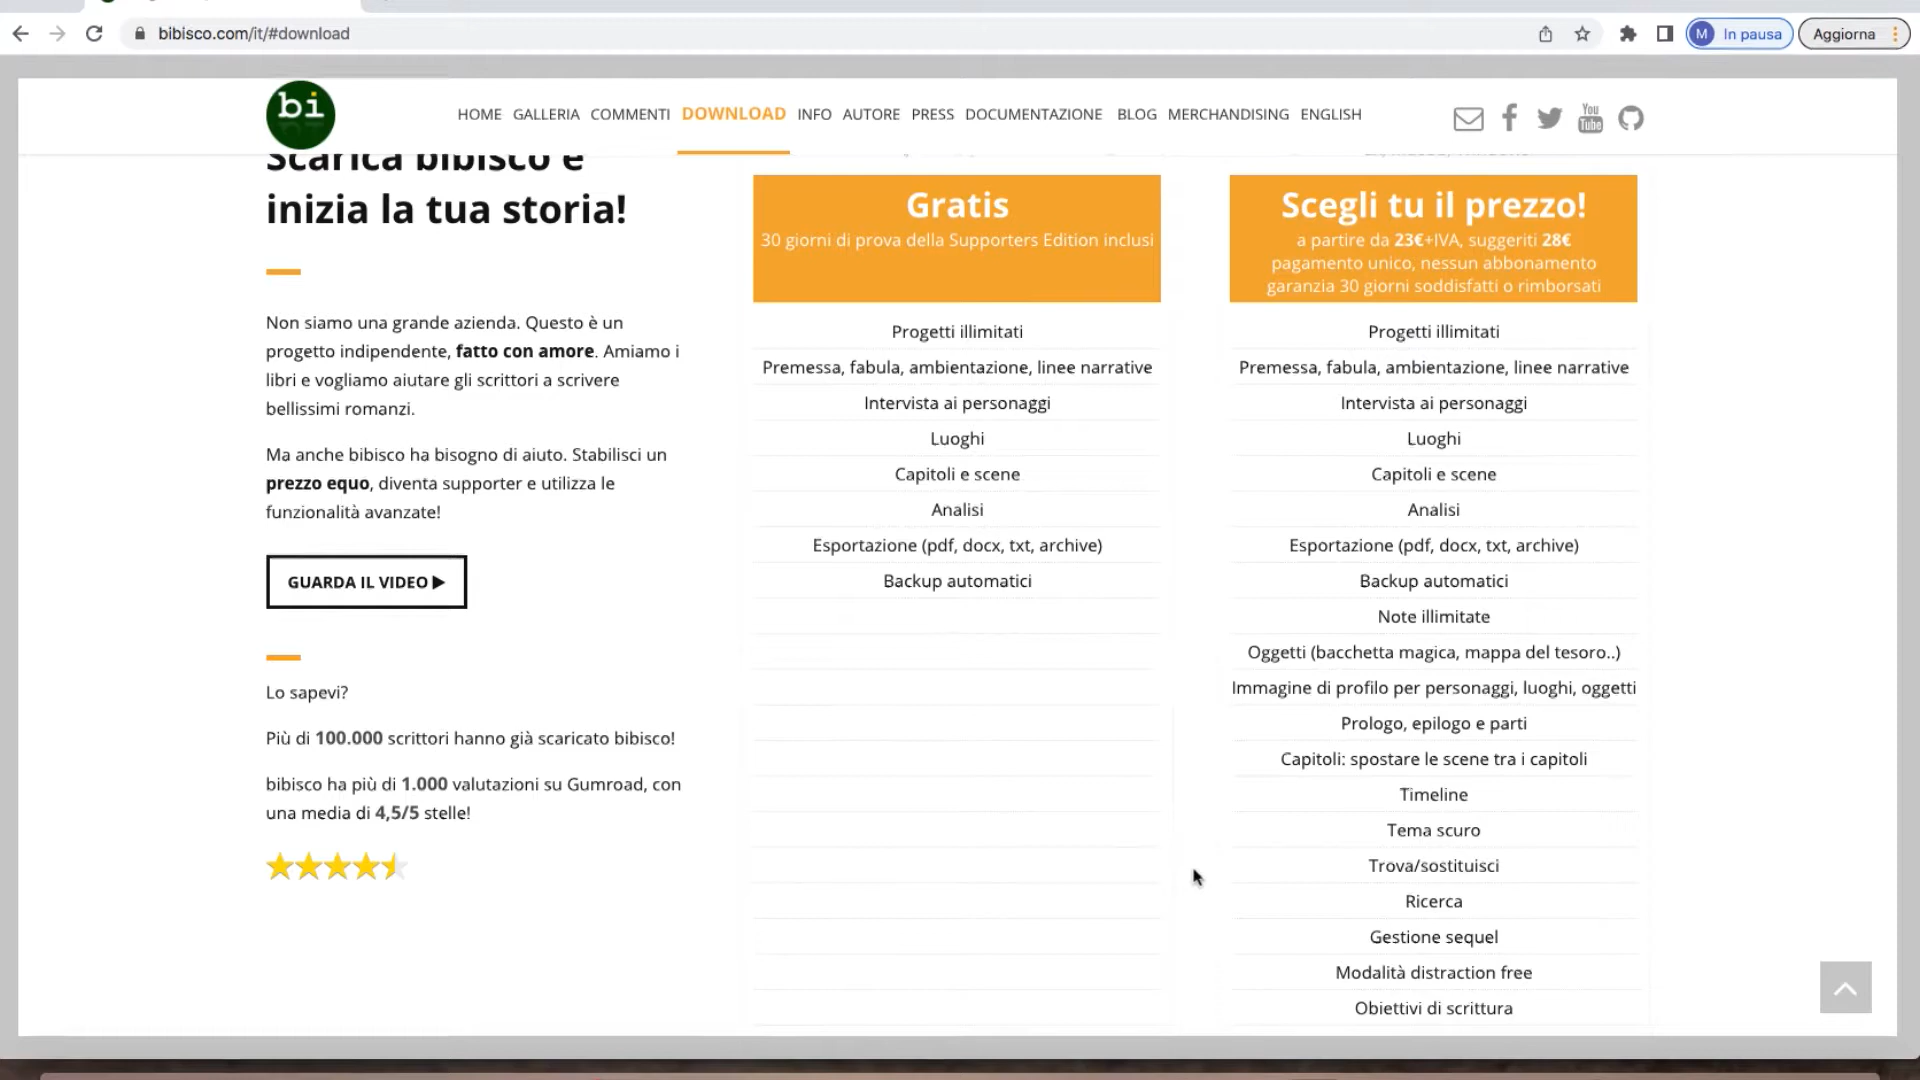 bibisco.com/it/#download
M In pausa
Aggiorna
bi
HOME GALLERIA COMMENTI DOWNLOAD INFO AUTORE PRESS DOCUMENTAZIONE BLOG MERCHANDISING ENGLISH
You
Tube
Scarica bibisco e
inizia la tua storia!
Non siamo una grande azienda. Questo è un
progetto indipendente, fatto con amore. Amiamo i
libri e vogliamo aiutare gli scrittori a scrivere
bellissimi romanzi.
Ma anche bibisco ha bisogno di aiuto. Stabilisci un
prezzo equo, diventa supporter e utilizza le
funzionalità avanzate!
GUARDA IL VIDEO
Lo sapevi?
Più di 100.000 scrittori hanno già scaricato bibisco!
bibisco ha più di 1.000 valutazioni su Gumroad, con
una media di 4,5/5 stelle!
Gratis
30 giorni di prova della Supporters Edition inclusi
Progetti illimitati
Premessa, fabula, ambientazione, linee narrative
Intervista ai personaggi
Luoghi
Capitoli e scene
Analisi
Esportazione (pdf, docx, txt, archive)
Backup automatici
Scegli tu il prezzo!
a partire da 23€+IVA, suggeriti 28€
pagamento unico, nessun abbonamento
garanzia 30 giorni soddisfatti o rimborsati
Progetti illimitati
Premessa, fabula, ambientazione, linee narrative
Intervista ai personaggi
Luoghi
Capitoli e scene
Analisi
Esportazione (pdf, docx, txt, archive)
Backup automatici
Note illimitate
Oggetti (bacchetta magica, mappa del tesoro..)
Immagine di profilo per personaggi, luoghi, oggetti
Prologo, epilogo e parti
Capitoli: spostare le scene tra i capitoli
Timeline
Tema scuro
Trova/sostituisci
Ricerca
Gestione sequel
Modalità distraction free
Obiettivi di scrittura